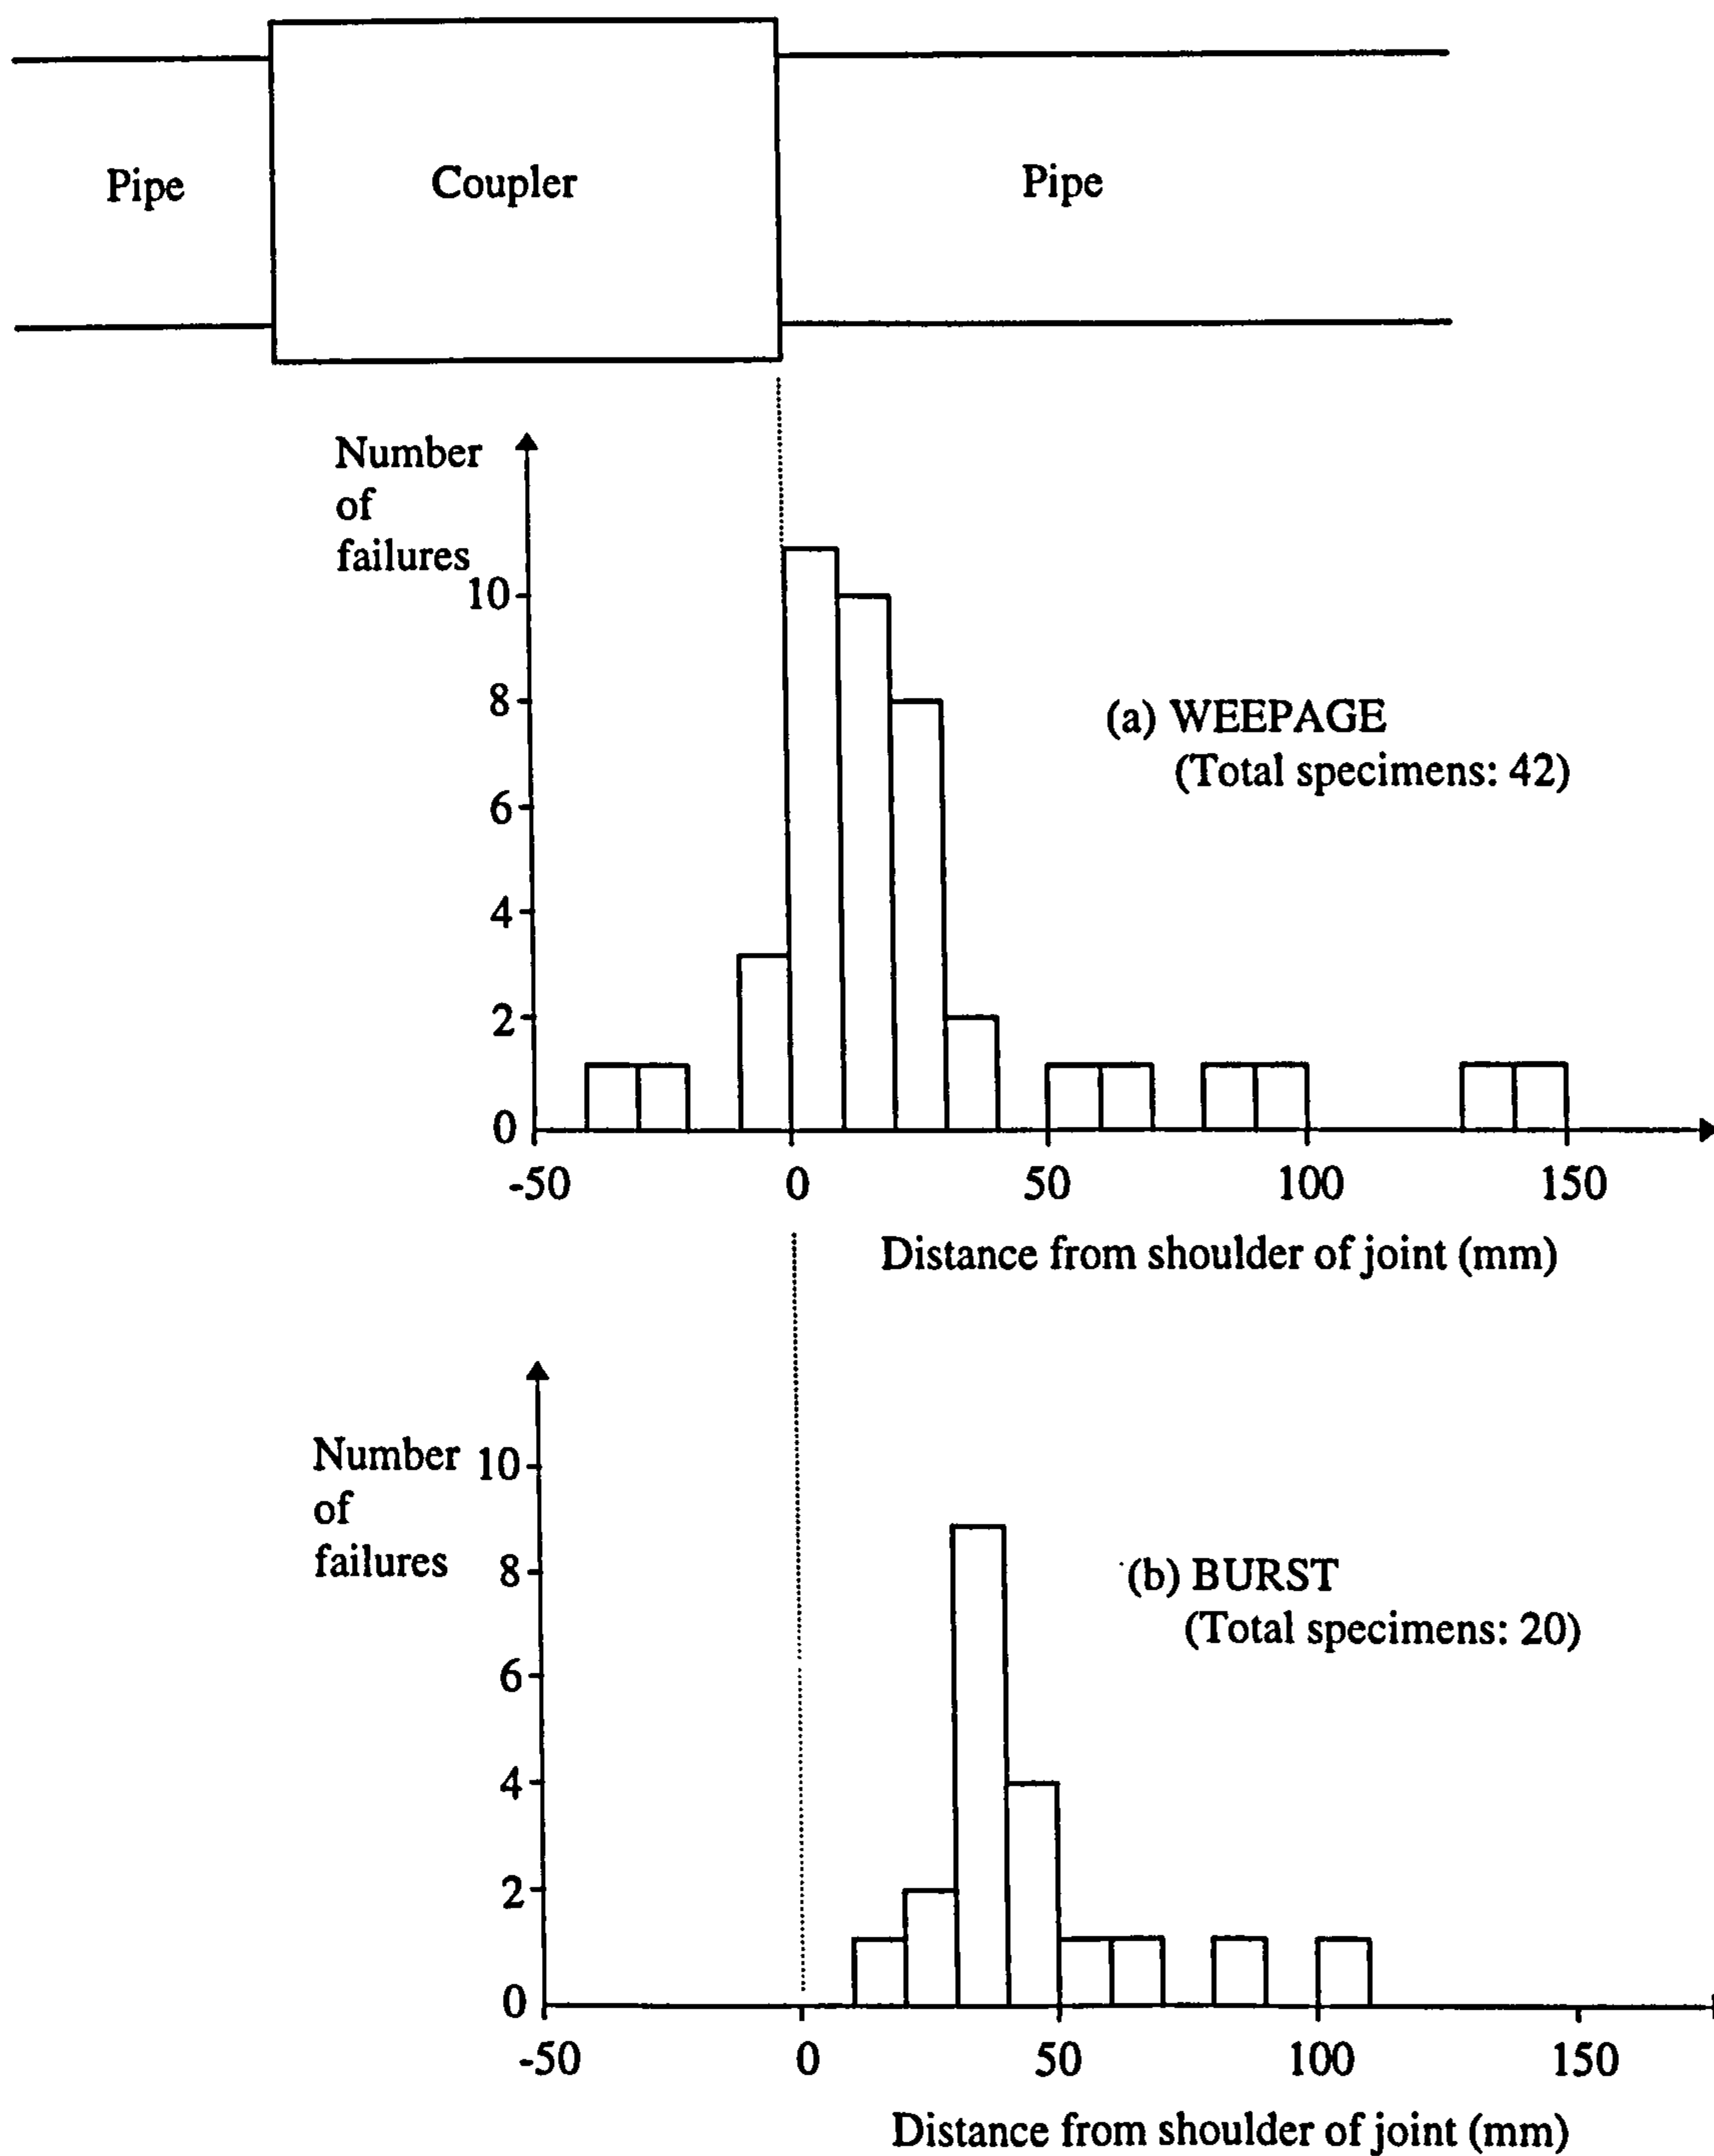 Pipe
Coupler
Pipe
Number
of
failures
10
8
6
4
2
0
(a) WEEPAGE
(Total specimens: 42)
-50
0
50
100
150
Distance from shoulder of joint (mm)
Number
of
failures
10
8
6
4
2
0
(b) BURST
(Total specimens: 20)
-50
0
50
100
150
Distance from shoulder of joint (mm)